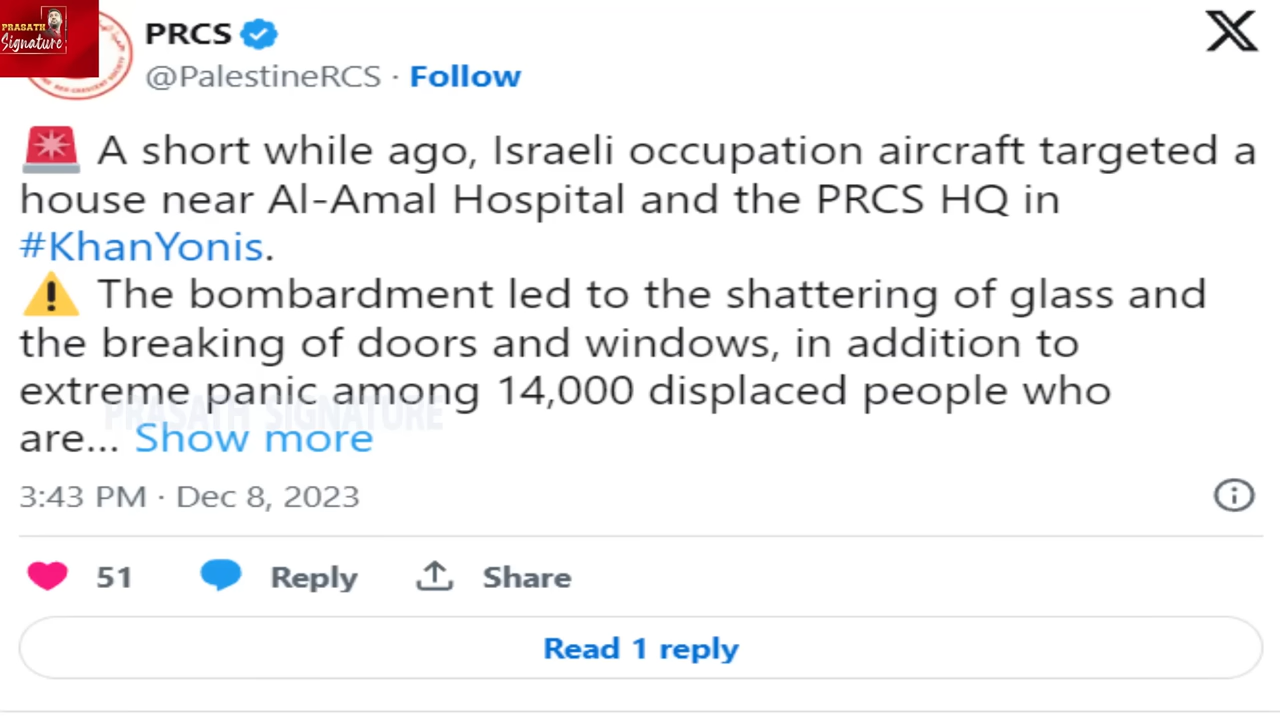 PRASATH
Signature
PRCS
@PalestineRCS · Follow
🚨 A short while ago, Israeli occupation aircraft targeted a
house near Al-Amal Hospital and the PRCS HQ in
#KhanYonis.
⚠️ The bombardment led to the shattering of glass and
the breaking of doors and windows, in addition to
extreme panic among 14,000 displaced people who
are... Show more
PRASATH SIGNATURE
3:43 PM · Dec 8, 2023
51 Reply Share
Read 1 reply